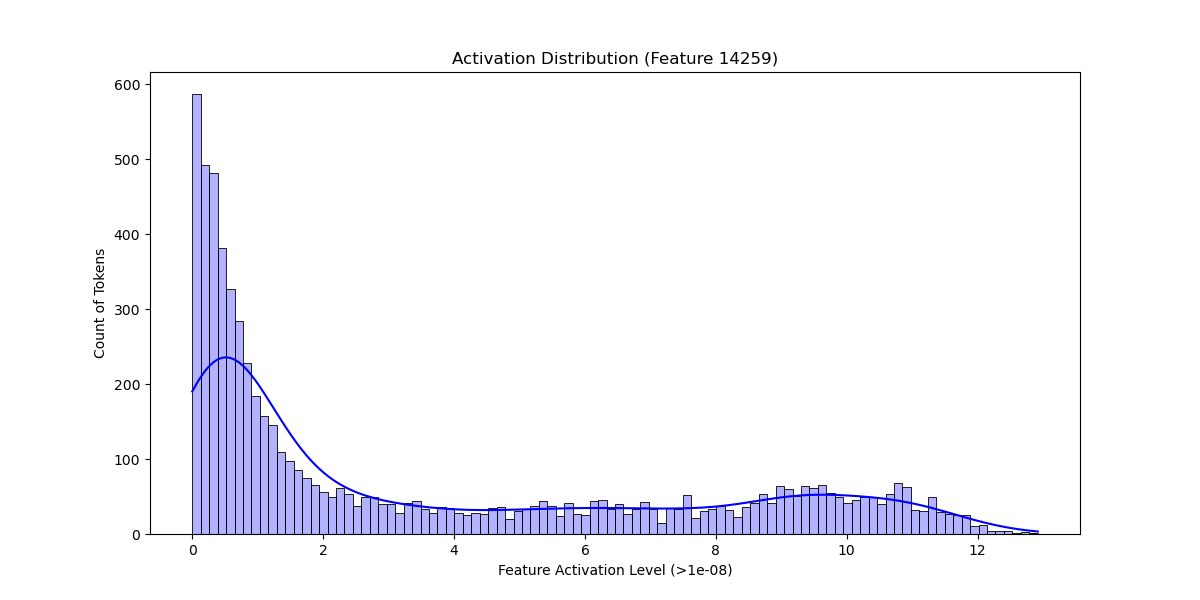 Activation Distribution (Feature 14259)
600
500
400
300
200
100
0
Count of Tokens
0 2 4 6 8 10 12
Feature Activation Level (>1e-08)